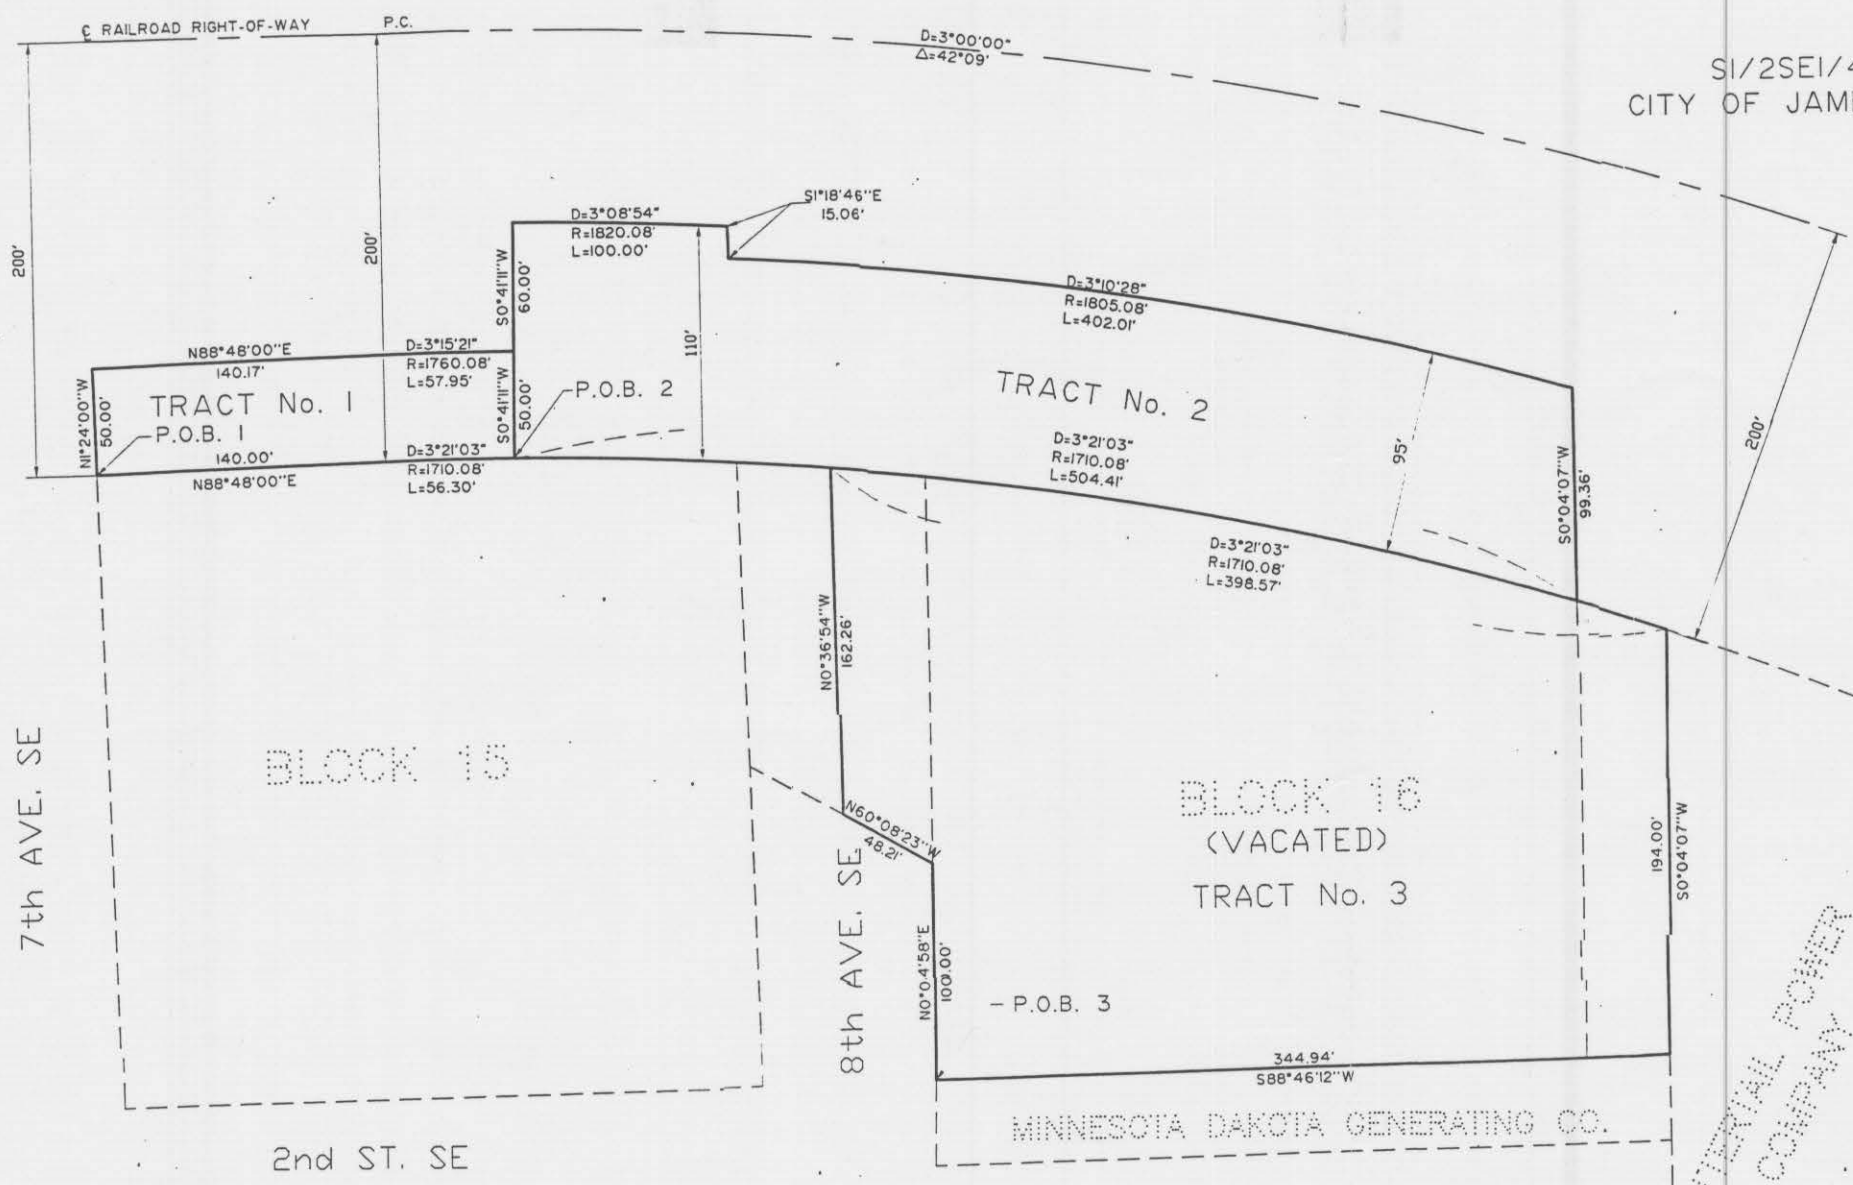 ℄ RAILROAD RIGHT-OF-WAY
P.C.
D=3°00'00"
Δ=42°09'
S1/2SE1/4
CITY OF JAM
200'
200'
D=3°08'54"
R=1820.08'
L=100.00'
S1°18'46"E
15.06'
S0°41'11"W
60.00'
110'
D=3°10'28"
R=1805.08'
L=402.01'
200'
N88°48'00"E
140.17'
D=3°15'21"
R=1760.08'
L=57.95'
N1°24'00"W
50.00'
TRACT No. 1
P.O.B. 1
S0°41'11"W
50.00'
P.O.B. 2
TRACT No. 2
140.00'
N88°48'00"E
D=3°21'03"
R=1710.08'
L=56.30'
D=3°21'03"
R=1710.08'
L=504.41'
95'
S0°04'07"W
99.36'
D=3°21'03"
R=1710.08'
L=398.57'
N0°36'54"W
162.26'
7th AVE. SE
BLOCK 15
BLOCK 16
(VACATED)
TRACT No. 3
N60°08'23"W
48.21'
194.00'
S0°04'07"W
8th AVE. SE
N0°04'58"E
100.00'
P.O.B. 3
344.94'
S88°46'12"W
MINNESOTA DAKOTA GENERATING CO.
2nd ST. SE
POWER
COMPANY